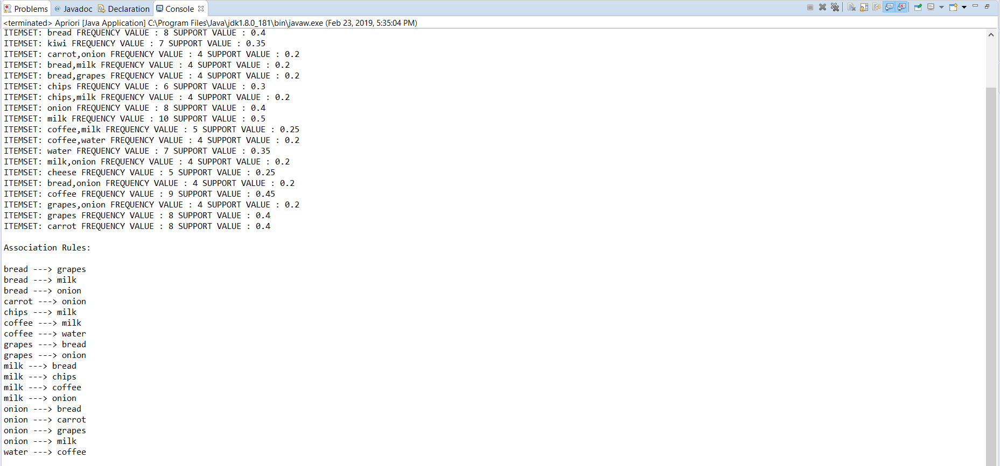 Problems @ Javadoc Declaration Console
<terminated> Apriori [Java Application] C:\Program Files\Java\jdk1.8.0_181\bin\javaw.exe (Feb 23, 2019, 5:35:04 PM)
ITEMSET: bread FREQUENCY VALUE : 8 SUPPORT VALUE : 0.4
ITEMSET: kiwi FREQUENCY VALUE : 7 SUPPORT VALUE : 0.35
ITEMSET: carrot,onion FREQUENCY VALUE : 4 SUPPORT VALUE : 0.2
ITEMSET: bread,milk FREQUENCY VALUE : 4 SUPPORT VALUE : 0.2
ITEMSET: bread,grapes FREQUENCY VALUE : 4 SUPPORT VALUE : 0.2
ITEMSET: chips FREQUENCY VALUE : 6 SUPPORT VALUE : 0.3
ITEMSET: chips,milk FREQUENCY VALUE : 4 SUPPORT VALUE : 0.2
ITEMSET: onion FREQUENCY VALUE : 8 SUPPORT VALUE : 0.4
ITEMSET: milk FREQUENCY VALUE : 10 SUPPORT VALUE : 0.5
ITEMSET: coffee,milk FREQUENCY VALUE : 5 SUPPORT VALUE : 0.25
ITEMSET: coffee,water FREQUENCY VALUE : 4 SUPPORT VALUE : 0.2
ITEMSET: water FREQUENCY VALUE : 7 SUPPORT VALUE : 0.35
ITEMSET: milk,onion FREQUENCY VALUE : 4 SUPPORT VALUE : 0.2
ITEMSET: cheese FREQUENCY VALUE : 5 SUPPORT VALUE : 0.25
ITEMSET: bread,onion FREQUENCY VALUE : 4 SUPPORT VALUE : 0.2
ITEMSET: coffee FREQUENCY VALUE : 9 SUPPORT VALUE : 0.45
ITEMSET: grapes,onion FREQUENCY VALUE : 4 SUPPORT VALUE : 0.2
ITEMSET: grapes FREQUENCY VALUE : 8 SUPPORT VALUE : 0.4
ITEMSET: carrot FREQUENCY VALUE : 8 SUPPORT VALUE : 0.4
Association Rules:
bread ---> grapes
bread ---> milk
bread ---> onion
carrot ---> onion
chips ---> milk
coffee ---> milk
coffee ---> water
grapes ---> bread
grapes ---> onion
milk ---> bread
milk ---> chips
milk ---> coffee
milk ---> onion
onion ---> bread
onion ---> carrot
onion ---> grapes
onion ---> milk
water ---> coffee